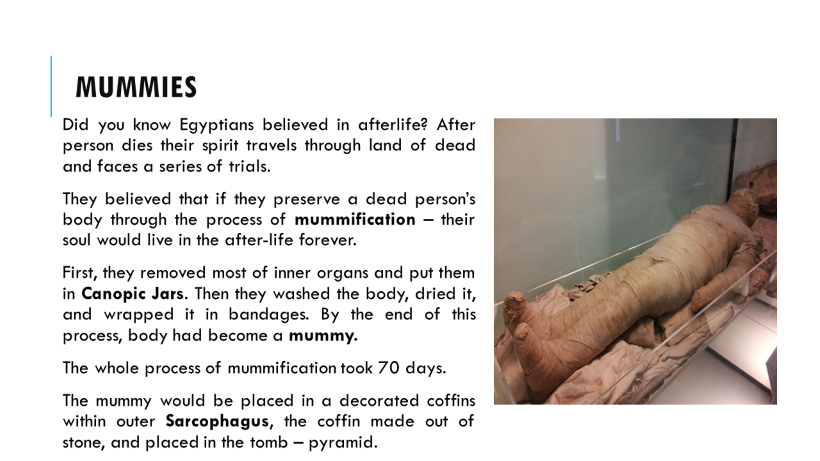 MUMMIES
Did you know Egyptians believed in afterlife? After
person dies their spirit travels through land of dead
and faces a series of trials.
They believed that if they preserve a dead person's
body through the process of mummification – their
soul would live in the after-life forever.
First, they removed most of inner organs and put them
in Canopic Jars. Then they washed the body, dried it,
and wrapped it in bandages. By the end of this
process, body had become a mummy.
The whole process of mummification took 70 days.
The mummy would be placed in a decorated coffins
within outer Sarcophagus, the coffin made out of
stone, and placed in the tomb – pyramid.